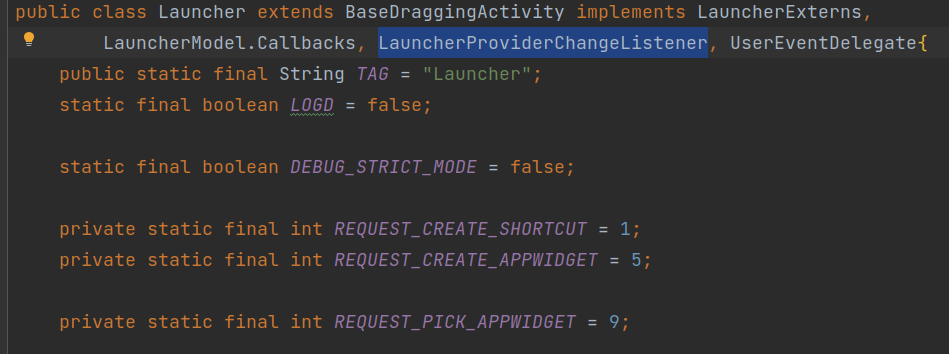 public class Launcher extends BaseDraggingActivity implements LauncherExterns,
LauncherModel.Callbacks, LauncherProviderChangeListener, UserEventDelegate{
public static final String TAG = "Launcher";
static final boolean LOGD = false;
static final boolean DEBUG_STRICT_MODE = false;
private static final int REQUEST_CREATE_SHORTCUT = 1;
private static final int REQUEST_CREATE_APPWIDGET = 5;
private static final int REQUEST_PICK_APPWIDGET = 9;